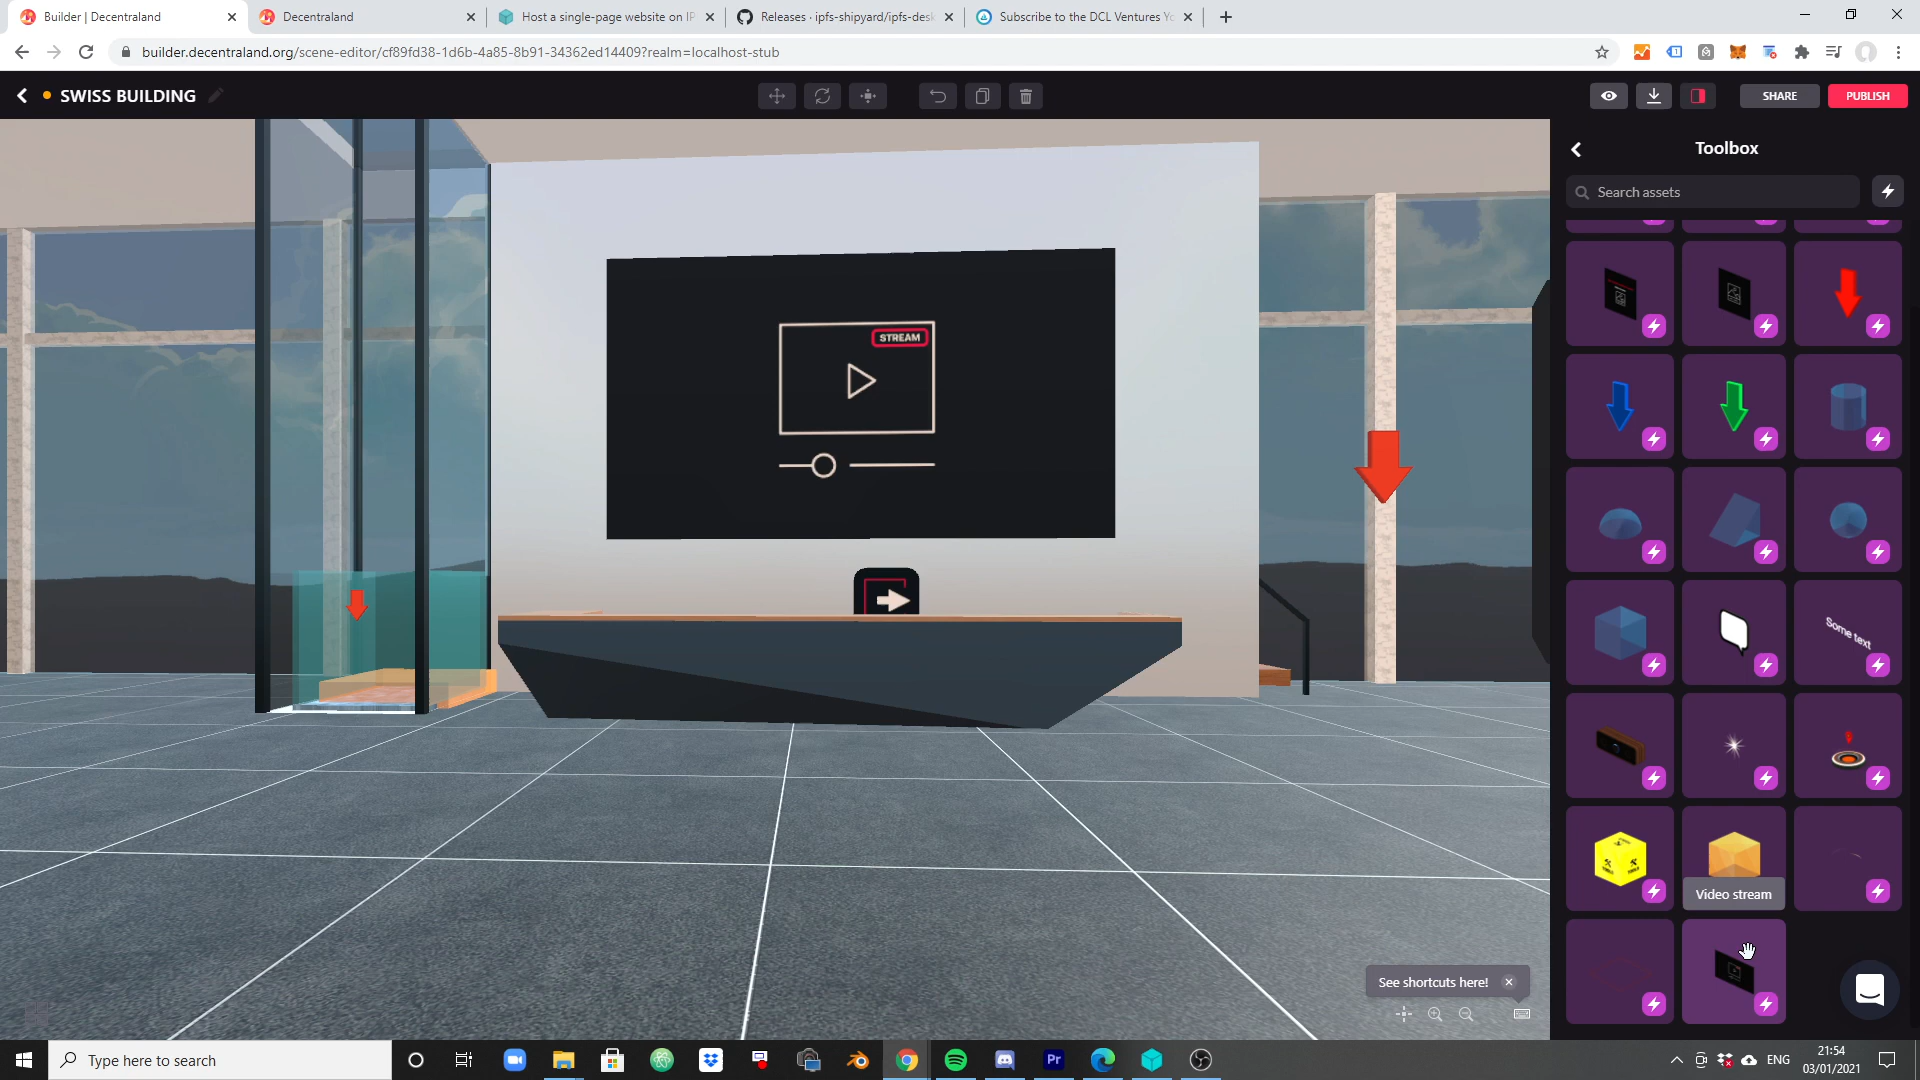 Builder | Decentraland
Decentraland
Host a single-page website on IP
Releases · ipfs-shipyard/ipfs-desk
Subscribe to the DCL Ventures Yo
builder.decentraland.org/scene-editor/cf89fd38-1d6b-4a85-8b91-34362ed14409?realm=localhost-stub
SWISS BUILDING
SHARE
PUBLISH
Toolbox
Search assets
STREAM
Some text
Video stream
See shortcuts here!
Type here to search
Pr
ENG
21:54
03/01/2021